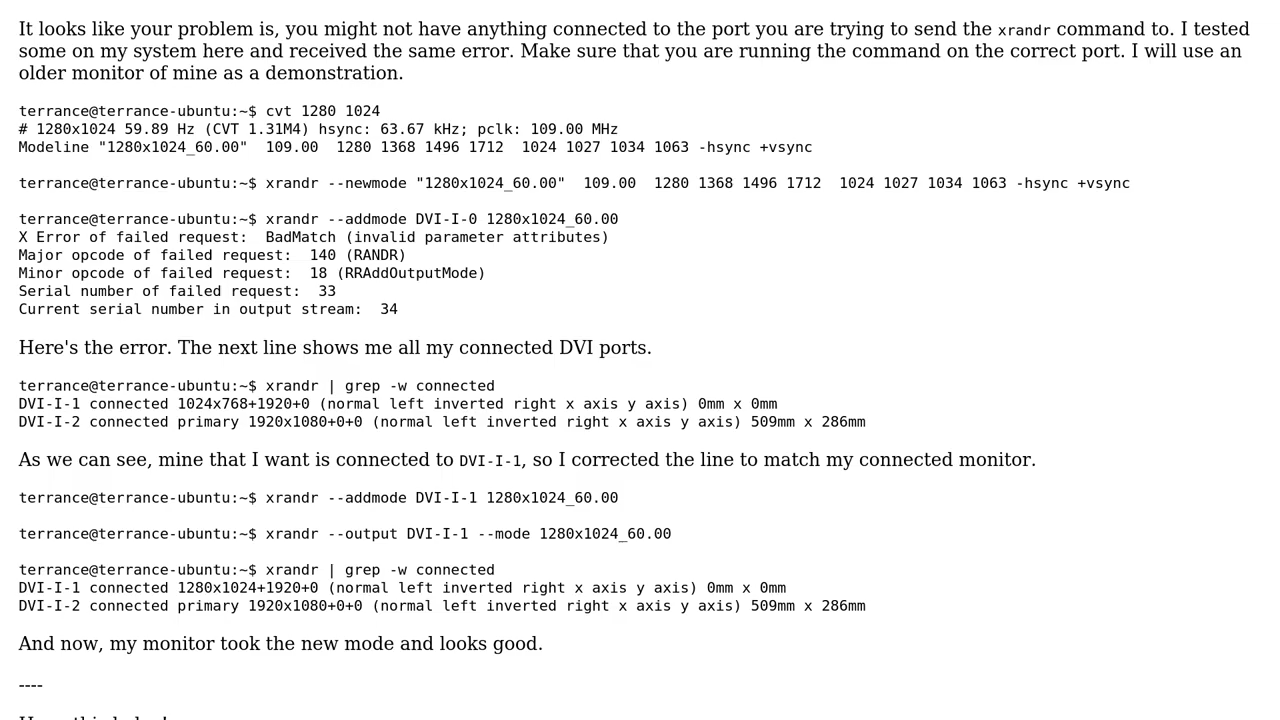 It looks like your problem is, you might not have anything connected to the port you are trying to send the xrandr command to. I tested
some on my system here and received the same error. Make sure that you are running the command on the correct port. I will use an
older monitor of mine as a demonstration.
terrance@terrance-ubuntu:~$ cvt 1280 1024
# 1280x1024 59.89 Hz (CVT 1.31M4) hsync: 63.67 kHz; pclk: 109.00 MHz
Modeline "1280x1024_60.00"  109.00  1280 1368 1496 1712  1024 1027 1034 1063 -hsync +vsync
terrance@terrance-ubuntu:~$ xrandr --newmode "1280x1024_60.00"  109.00  1280 1368 1496 1712  1024 1027 1034 1063 -hsync +vsync
terrance@terrance-ubuntu:~$ xrandr --addmode DVI-I-0 1280x1024_60.00
X Error of failed request:  BadMatch (invalid parameter attributes)
Major opcode of failed request:  140 (RANDR)
Minor opcode of failed request:  18 (RRAddOutputMode)
Serial number of failed request:  33
Current serial number in output stream:  34
Here's the error. The next line shows me all my connected DVI ports.
terrance@terrance-ubuntu:~$ xrandr | grep -w connected
DVI-I-1 connected 1024x768+1920+0 (normal left inverted right x axis y axis) 0mm x 0mm
DVI-I-2 connected primary 1920x1080+0+0 (normal left inverted right x axis y axis) 509mm x 286mm
As we can see, mine that I want is connected to DVI-I-1, so I corrected the line to match my connected monitor.
terrance@terrance-ubuntu:~$ xrandr --addmode DVI-I-1 1280x1024_60.00
terrance@terrance-ubuntu:~$ xrandr --output DVI-I-1 --mode 1280x1024_60.00
terrance@terrance-ubuntu:~$ xrandr | grep -w connected
DVI-I-1 connected 1280x1024+1920+0 (normal left inverted right x axis y axis) 0mm x 0mm
DVI-I-2 connected primary 1920x1080+0+0 (normal left inverted right x axis y axis) 509mm x 286mm
And now, my monitor took the new mode and looks good.
----